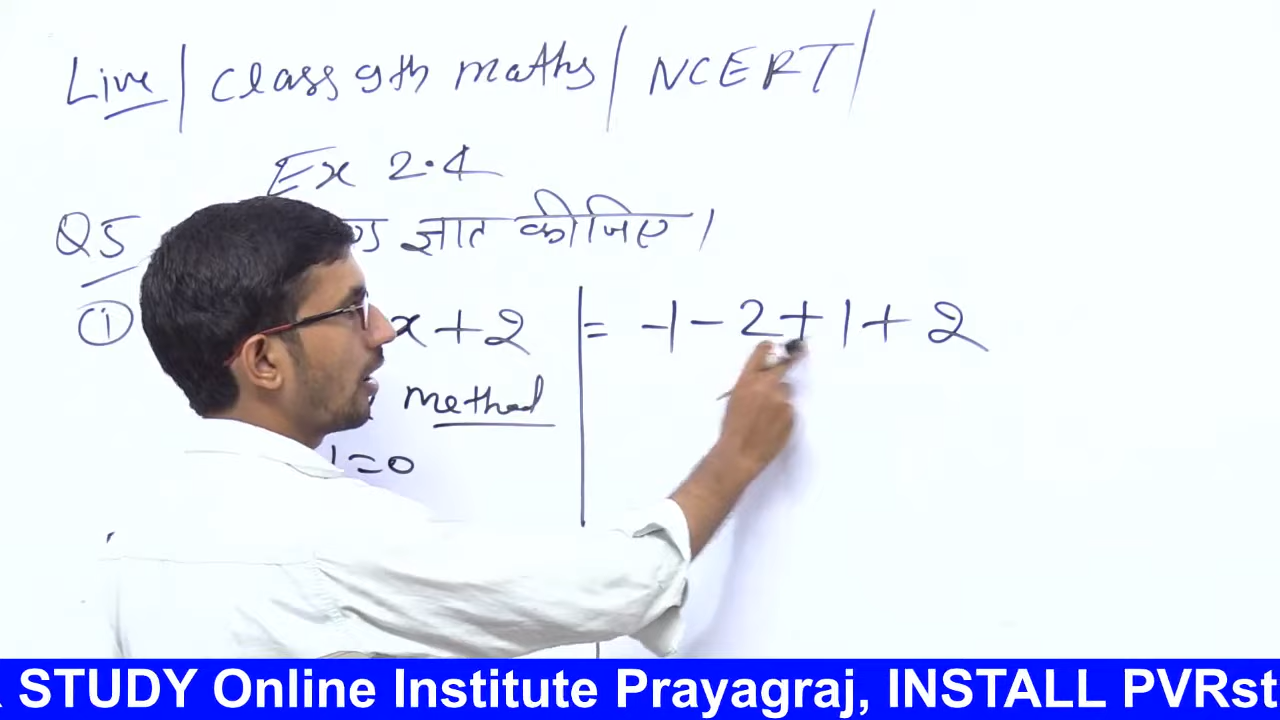 Live | Class 9th maths | NCERT |
Ex 2.4
Q5 ज्ञात कीजिए।
① x + 2 = -1 - 2 + 1 + 2
method
1 = 0
STUDY Online Institute Prayagraj, INSTALL PVRst